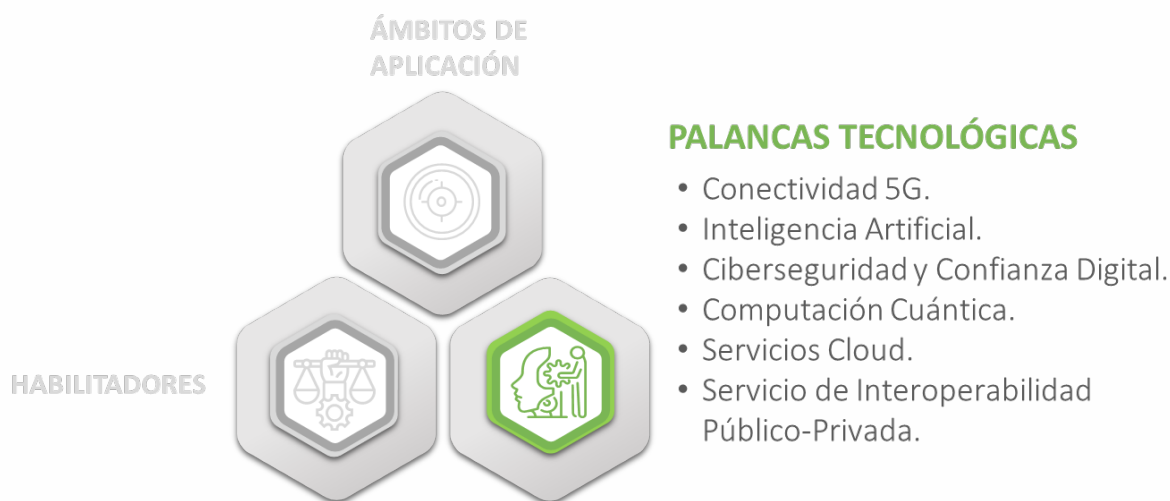 ÁMBITOS DE
APLICACIÓN
PALANCAS TECNOLÓGICAS
• Conectividad 5G.
• Inteligencia Artificial.
• Ciberseguridad y Confianza Digital.
• Computación Cuántica.
• Servicios Cloud.
• Servicio de Interoperabilidad
Público-Privada.
HABILITADORES